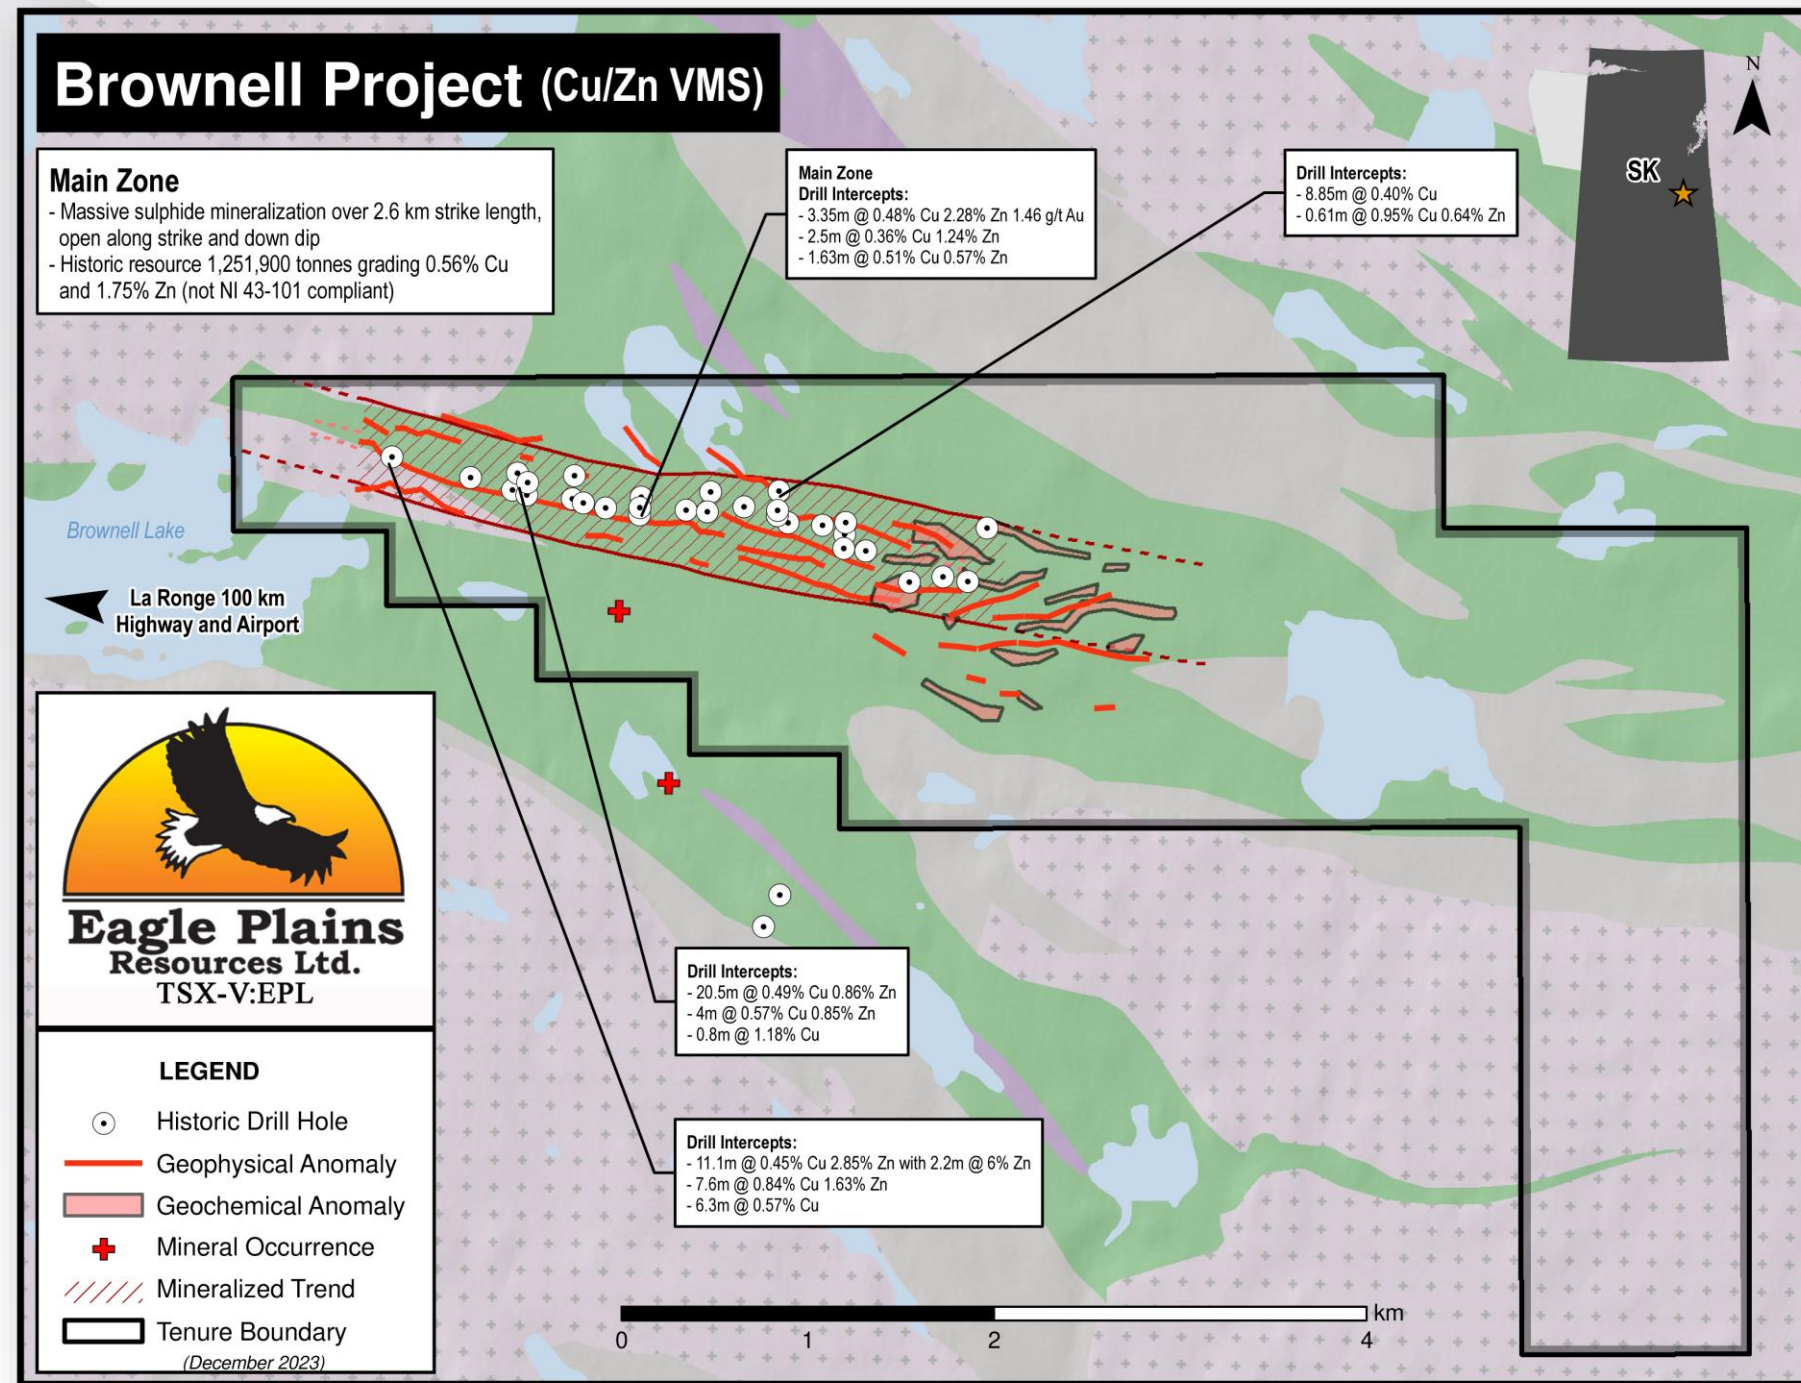 Brownell Project (Cu/Zn VMS)
Main Zone
- Massive sulphide mineralization over 2.6 km strike length,
open along strike and down dip
- Historic resource 1,251,900 tonnes grading 0.56% Cu
and 1.75% Zn (not NI 43-101 compliant)
Main Zone
Drill Intercepts:
- 3.35m @ 0.48% Cu 2.28% Zn 1.46 g/t Au
- 2.5m @ 0.36% Cu 1.24% Zn
- 1.63m @ 0.51% Cu 0.57% Zn
Drill Intercepts:
- 8.85m @ 0.40% Cu
- 0.61m @ 0.95% Cu 0.64% Zn
SK
N
Brownell Lake
La Ronge 100 km
Highway and Airport
Eagle Plains
Resources Ltd.
TSX-V:EPL
Drill Intercepts:
- 20.5m @ 0.49% Cu 0.86% Zn
- 4m @ 0.57% Cu 0.85% Zn
- 0.8m @ 1.18% Cu
Drill Intercepts:
- 11.1m @ 0.45% Cu 2.85% Zn with 2.2m @ 6% Zn
- 7.6m @ 0.84% Cu 1.63% Zn
- 6.3m @ 0.57% Cu
LEGEND
Historic Drill Hole
Geophysical Anomaly
Geochemical Anomaly
Mineral Occurrence
Mineralized Trend
Tenure Boundary
(December 2023)
km
0 1 2 4